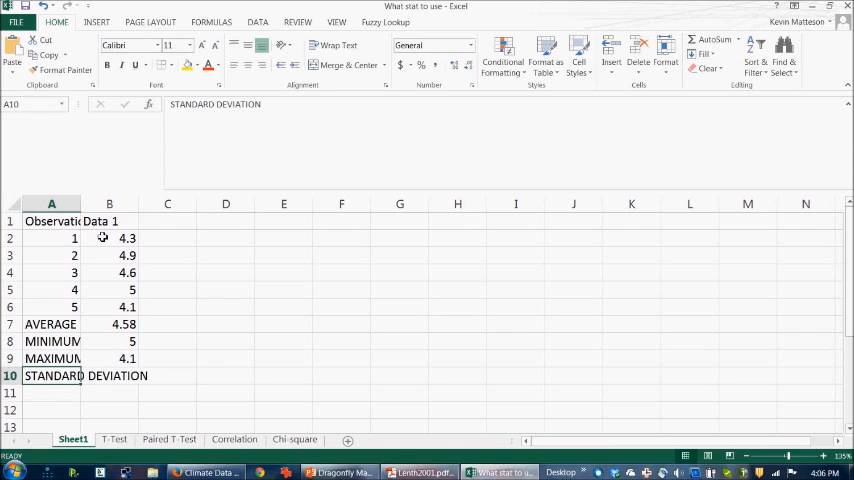 What stat to use - Excel
FILE HOME INSERT PAGE LAYOUT FORMULAS DATA REVIEW VIEW Fuzzy Lookup Kevin Matteson
Paste Cut Copy Format Painter Clipboard
Calibri 11 B I U Font
Wrap Text Merge & Center Alignment
General $ % , Number
Conditional Formatting Format as Table Cell Styles Styles
Insert Delete Format Cells
AutoSum Fill Clear Sort & Filter Find & Select Editing
A10 fx STANDARD DEVIATION
A B C D E F G H I J K L M N
1 Observatic Data 1
2 1 4.3
3 2 4.9
4 3 4.6
5 4 5
6 5 4.1
7 AVERAGE 4.58
8 MINIMUM 5
9 MAXIMUM 4.1
10 STANDARD DEVIATION
11
12
13
Sheet1 T-Test Paired T-Test Correlation Chi-square
READY 135%
Climate Data ... Dragonfly Ma... Lenth2001.pdf... What stat to u... Desktop 4:06 PM